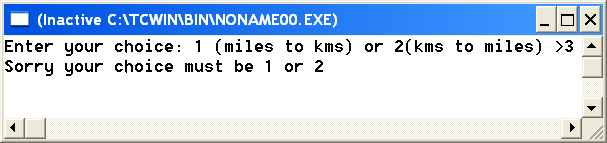 (Inactive C:\TCWIN\BIN\NONAME00.EXE)
Enter your choice: 1 (miles to kms) or 2(kms to miles) >3
Sorry your choice must be 1 or 2